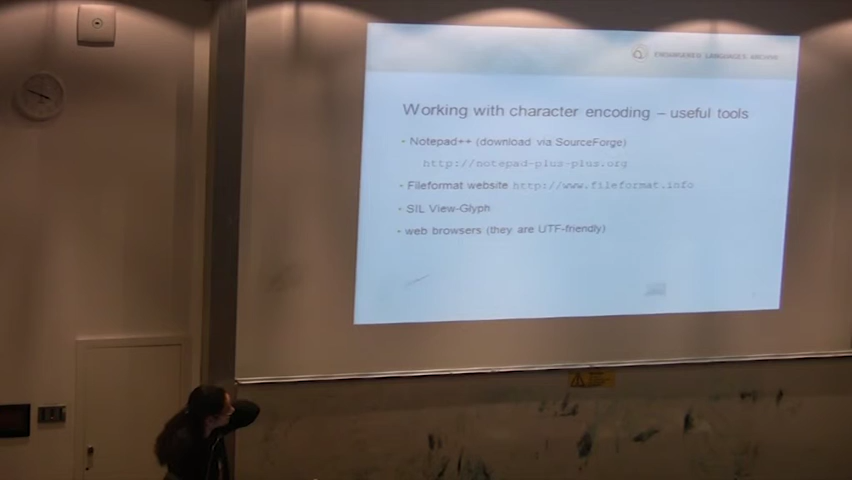 ENDANGERED LANGUAGES ARCHIVE
Working with character encoding – useful tools
- Notepad++ (download via SourceForge)
http://notepad-plus-plus.org
- Fileformat website http://www.fileformat.info
- SIL View-Glyph
- web browsers (they are UTF-friendly)